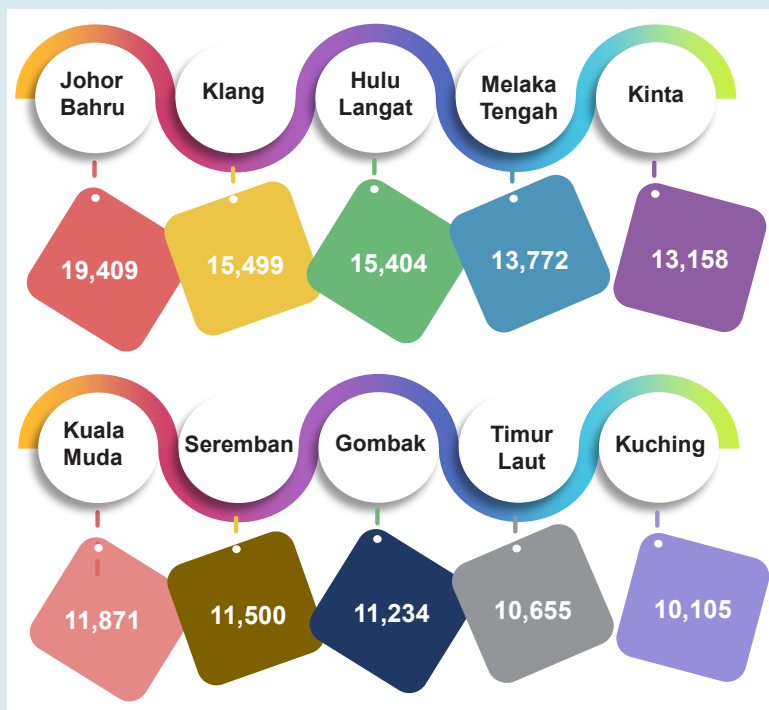 Johor
Bahru
Klang
Hulu
Langat
Melaka
Tengah
Kinta
19,409
15,499
15,404
13,772
13,158
Kuala
Muda
Seremban
Gombak
Timur
Laut
Kuching
11,871
11,500
11,234
10,655
10,105